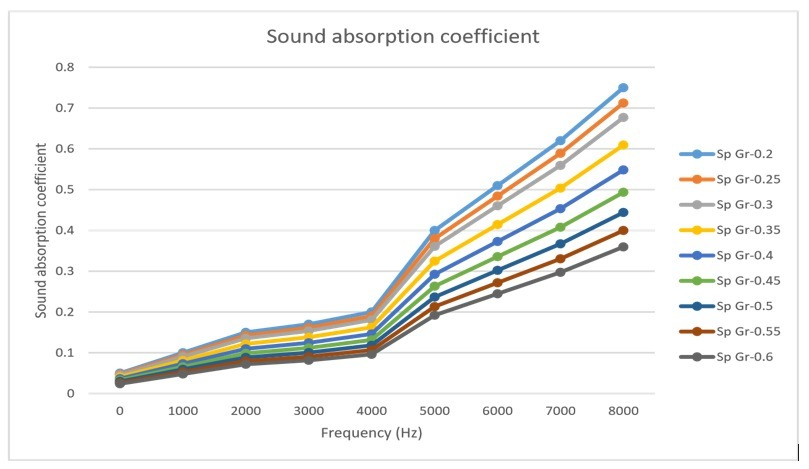 Sound absorption coefficient
Sound absorption coefficient
0.8
0.7
0.6
0.5
0.4
0.3
0.2
0.1
0
0 1000 2000 3000 4000 5000 6000 7000 8000
Frequency (Hz)
Sp Gr-0.2
Sp Gr-0.25
Sp Gr-0.3
Sp Gr-0.35
Sp Gr-0.4
Sp Gr-0.45
Sp Gr-0.5
Sp Gr-0.55
Sp Gr-0.6